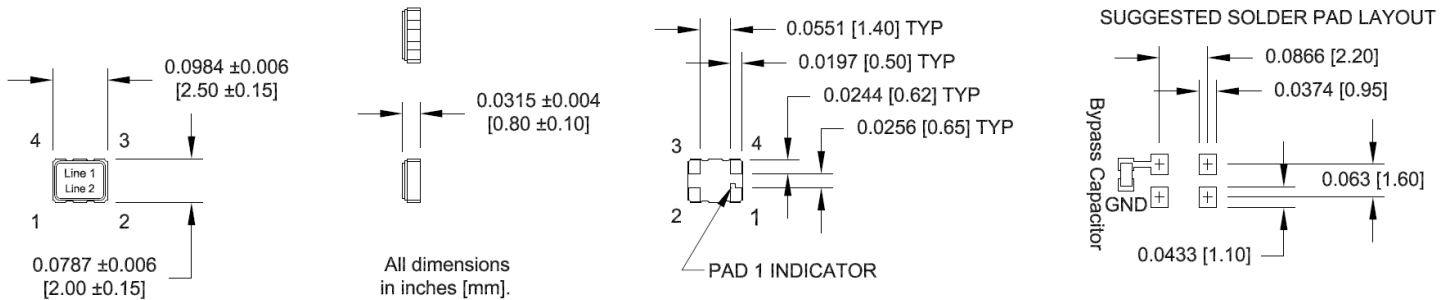 0.0984 ±0.006
[2.50 ±0.15]
4
3
Line 1
Line 2
1
2
0.0787 ±0.006
[2.00 ±0.15]
0.0315 ±0.004
[0.80 ±0.10]
All dimensions
in inches [mm].
0.0551 [1.40] TYP
0.0197 [0.50] TYP
0.0244 [0.62] TYP
0.0256 [0.65] TYP
3
4
2
1
PAD 1 INDICATOR
SUGGESTED SOLDER PAD LAYOUT
0.0866 [2.20]
0.0374 [0.95]
Bypass Capacitor
0.063 [1.60]
GND
0.0433 [1.10]